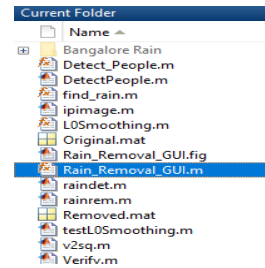 Current Folder
Name
Bangalore Rain
Detect_People.m
DetectPeople.m
find_rain.m
ipimage.m
L0Smoothing.m
Original.mat
Rain_Removal_GUI.fig
Rain_Removal_GUI.m
raindet.m
rainrem.m
Removed.mat
testL0Smoothing.m
v2sq.m
Verify.m